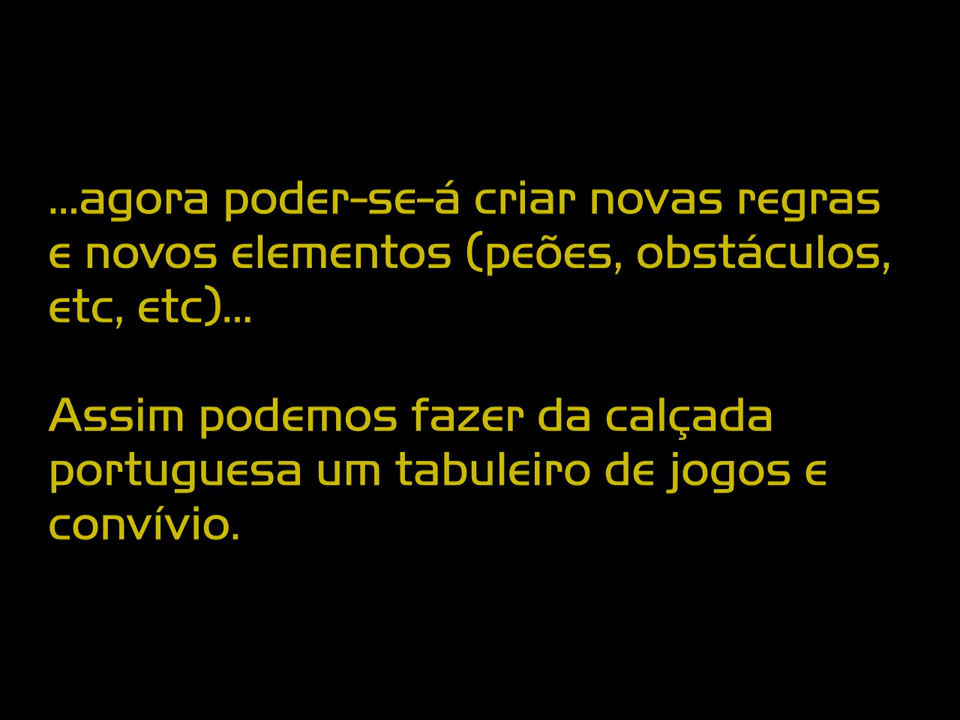 ...agora poder-se-á criar novas regras
e novos elementos (peões, obstáculos,
etc, etc)...
Assim podemos fazer da calçada
portuguesa um tabuleiro de jogos e
convívio.